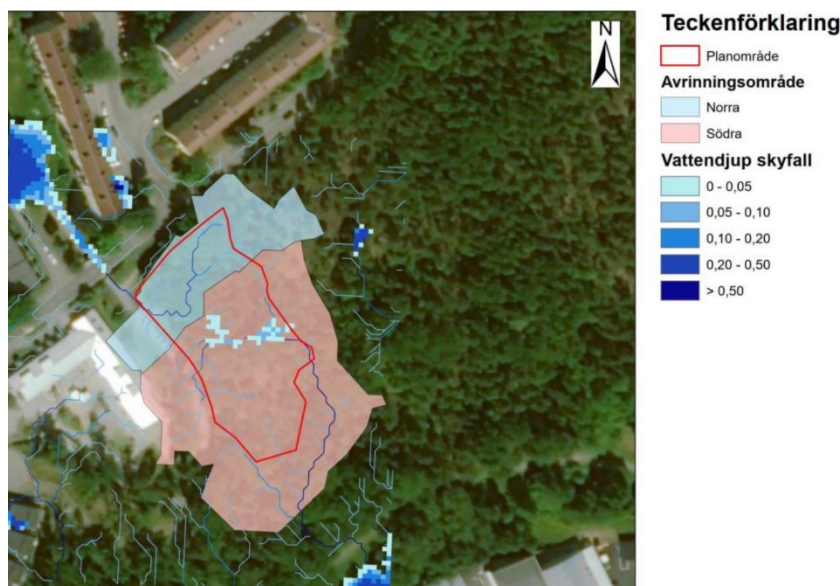 N
Teckenförklaring
Planområde
Avrinningsområde
Norra
Södra
Vattendjup skyfall
0 - 0,05
0,05 - 0,10
0,10 - 0,20
0,20 - 0,50
> 0,50